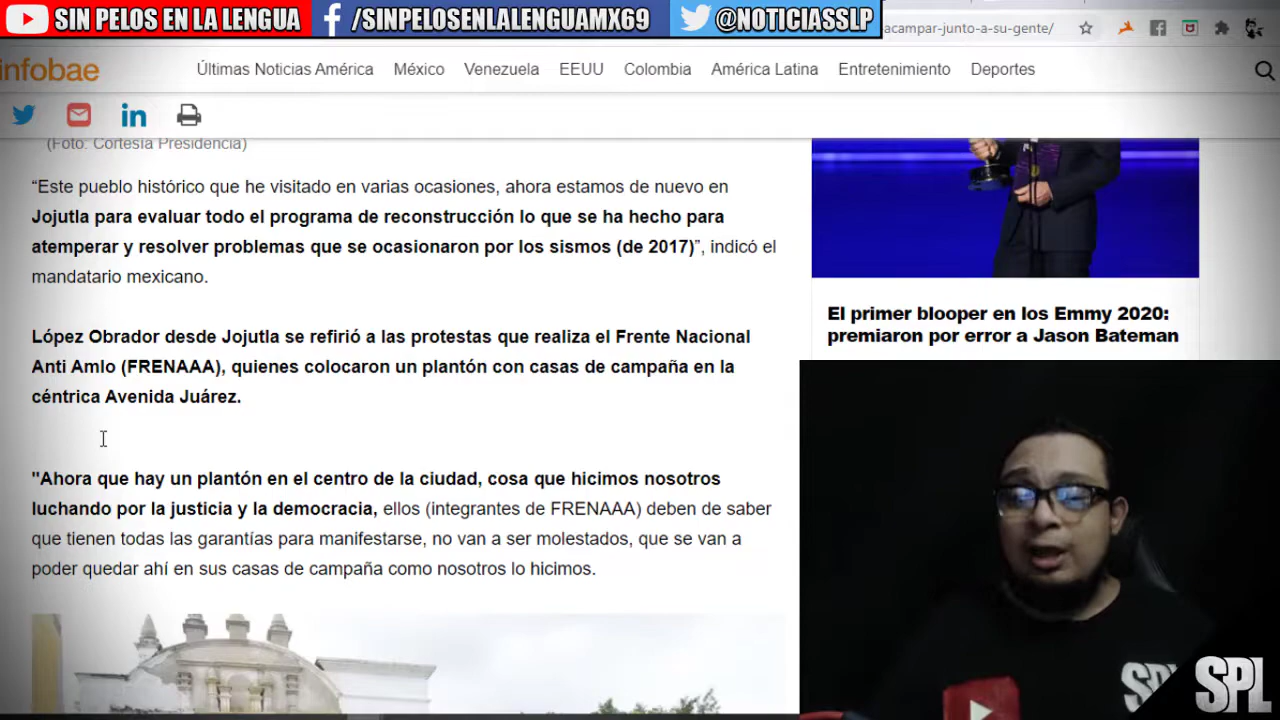 SIN PELOS EN LA LENGUA
/SINPELOSENLALENGUAMX69
@NOTICIASSLP
acampar-junto-a-su-gente/
infobae
Últimas Noticias América
México
Venezuela
EEUU
Colombia
América Latina
Entretenimiento
Deportes
(Foto: Cortesía Presidencia)
“Este pueblo histórico que he visitado en varias ocasiones, ahora estamos de nuevo en
Jojutla para evaluar todo el programa de reconstrucción lo que se ha hecho para
atemperar y resolver problemas que se ocasionaron por los sismos (de 2017)”, indicó el
mandatario mexicano.
López Obrador desde Jojutla se refirió a las protestas que realiza el Frente Nacional
Anti Amlo (FRENAAA), quienes colocaron un plantón con casas de campaña en la
céntrica Avenida Juárez.
"Ahora que hay un plantón en el centro de la ciudad, cosa que hicimos nosotros
luchando por la justicia y la democracia, ellos (integrantes de FRENAAA) deben de saber
que tienen todas las garantías para manifestarse, no van a ser molestados, que se van a
poder quedar ahí en sus casas de campaña como nosotros lo hicimos.
El primer blooper en los Emmy 2020:
premiaron por error a Jason Bateman
SPL
SPL